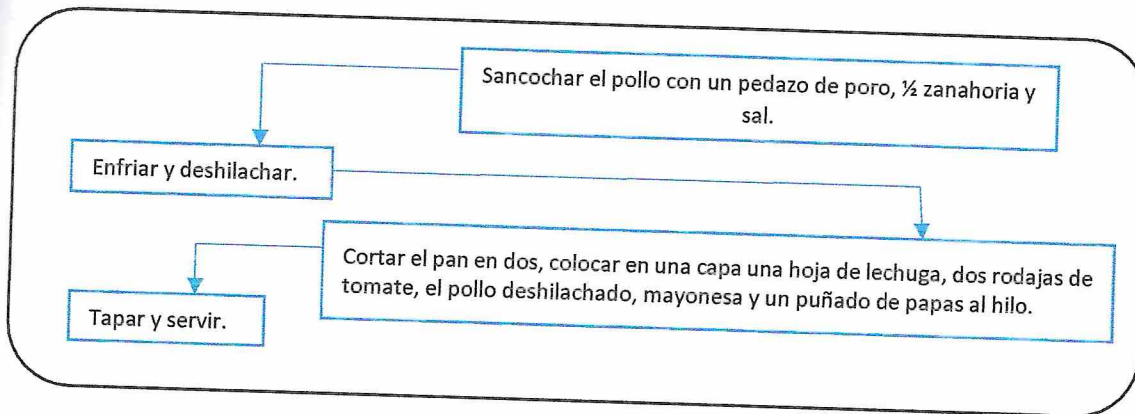 Sancochar el pollo con un pedazo de poro, ½ zanahoria y
sal.
Enfriar y deshilachar.
Cortar el pan en dos, colocar en una capa una hoja de lechuga, dos rodajas de
tomate, el pollo deshilachado, mayonesa y un puñado de papas al hilo.
Tapar y servir.